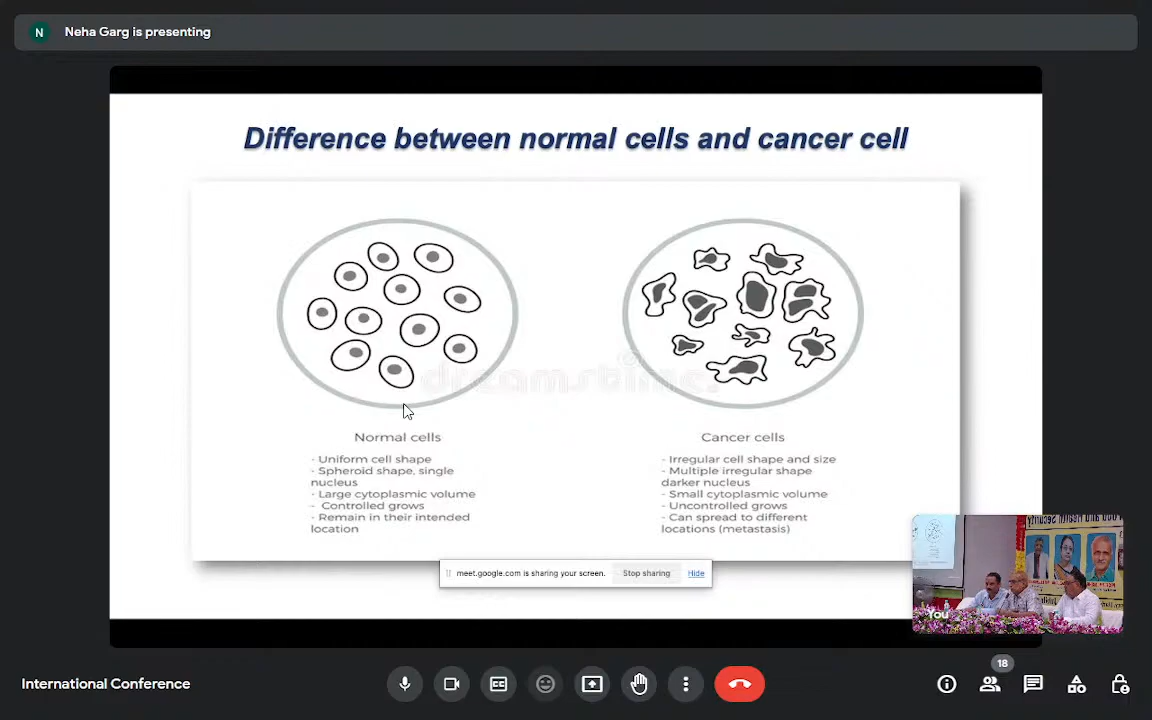 N
Neha Garg is presenting
Difference between normal cells and cancer cell
dreamstime.
Normal cells
- Uniform cell shape
- Spheroid shape, single
nucleus
- Large cytoplasmic volume
- Controlled grows
- Remain in their intended
location
Cancer cells
- Irregular cell shape and size
- Multiple irregular shape
darker nucleus
- Small cytoplasmic volume
- Uncontrolled grows
- Can spread to different
locations (metastasis)
meet.google.com is sharing your screen.
Stop sharing
Hide
You
International Conference
18